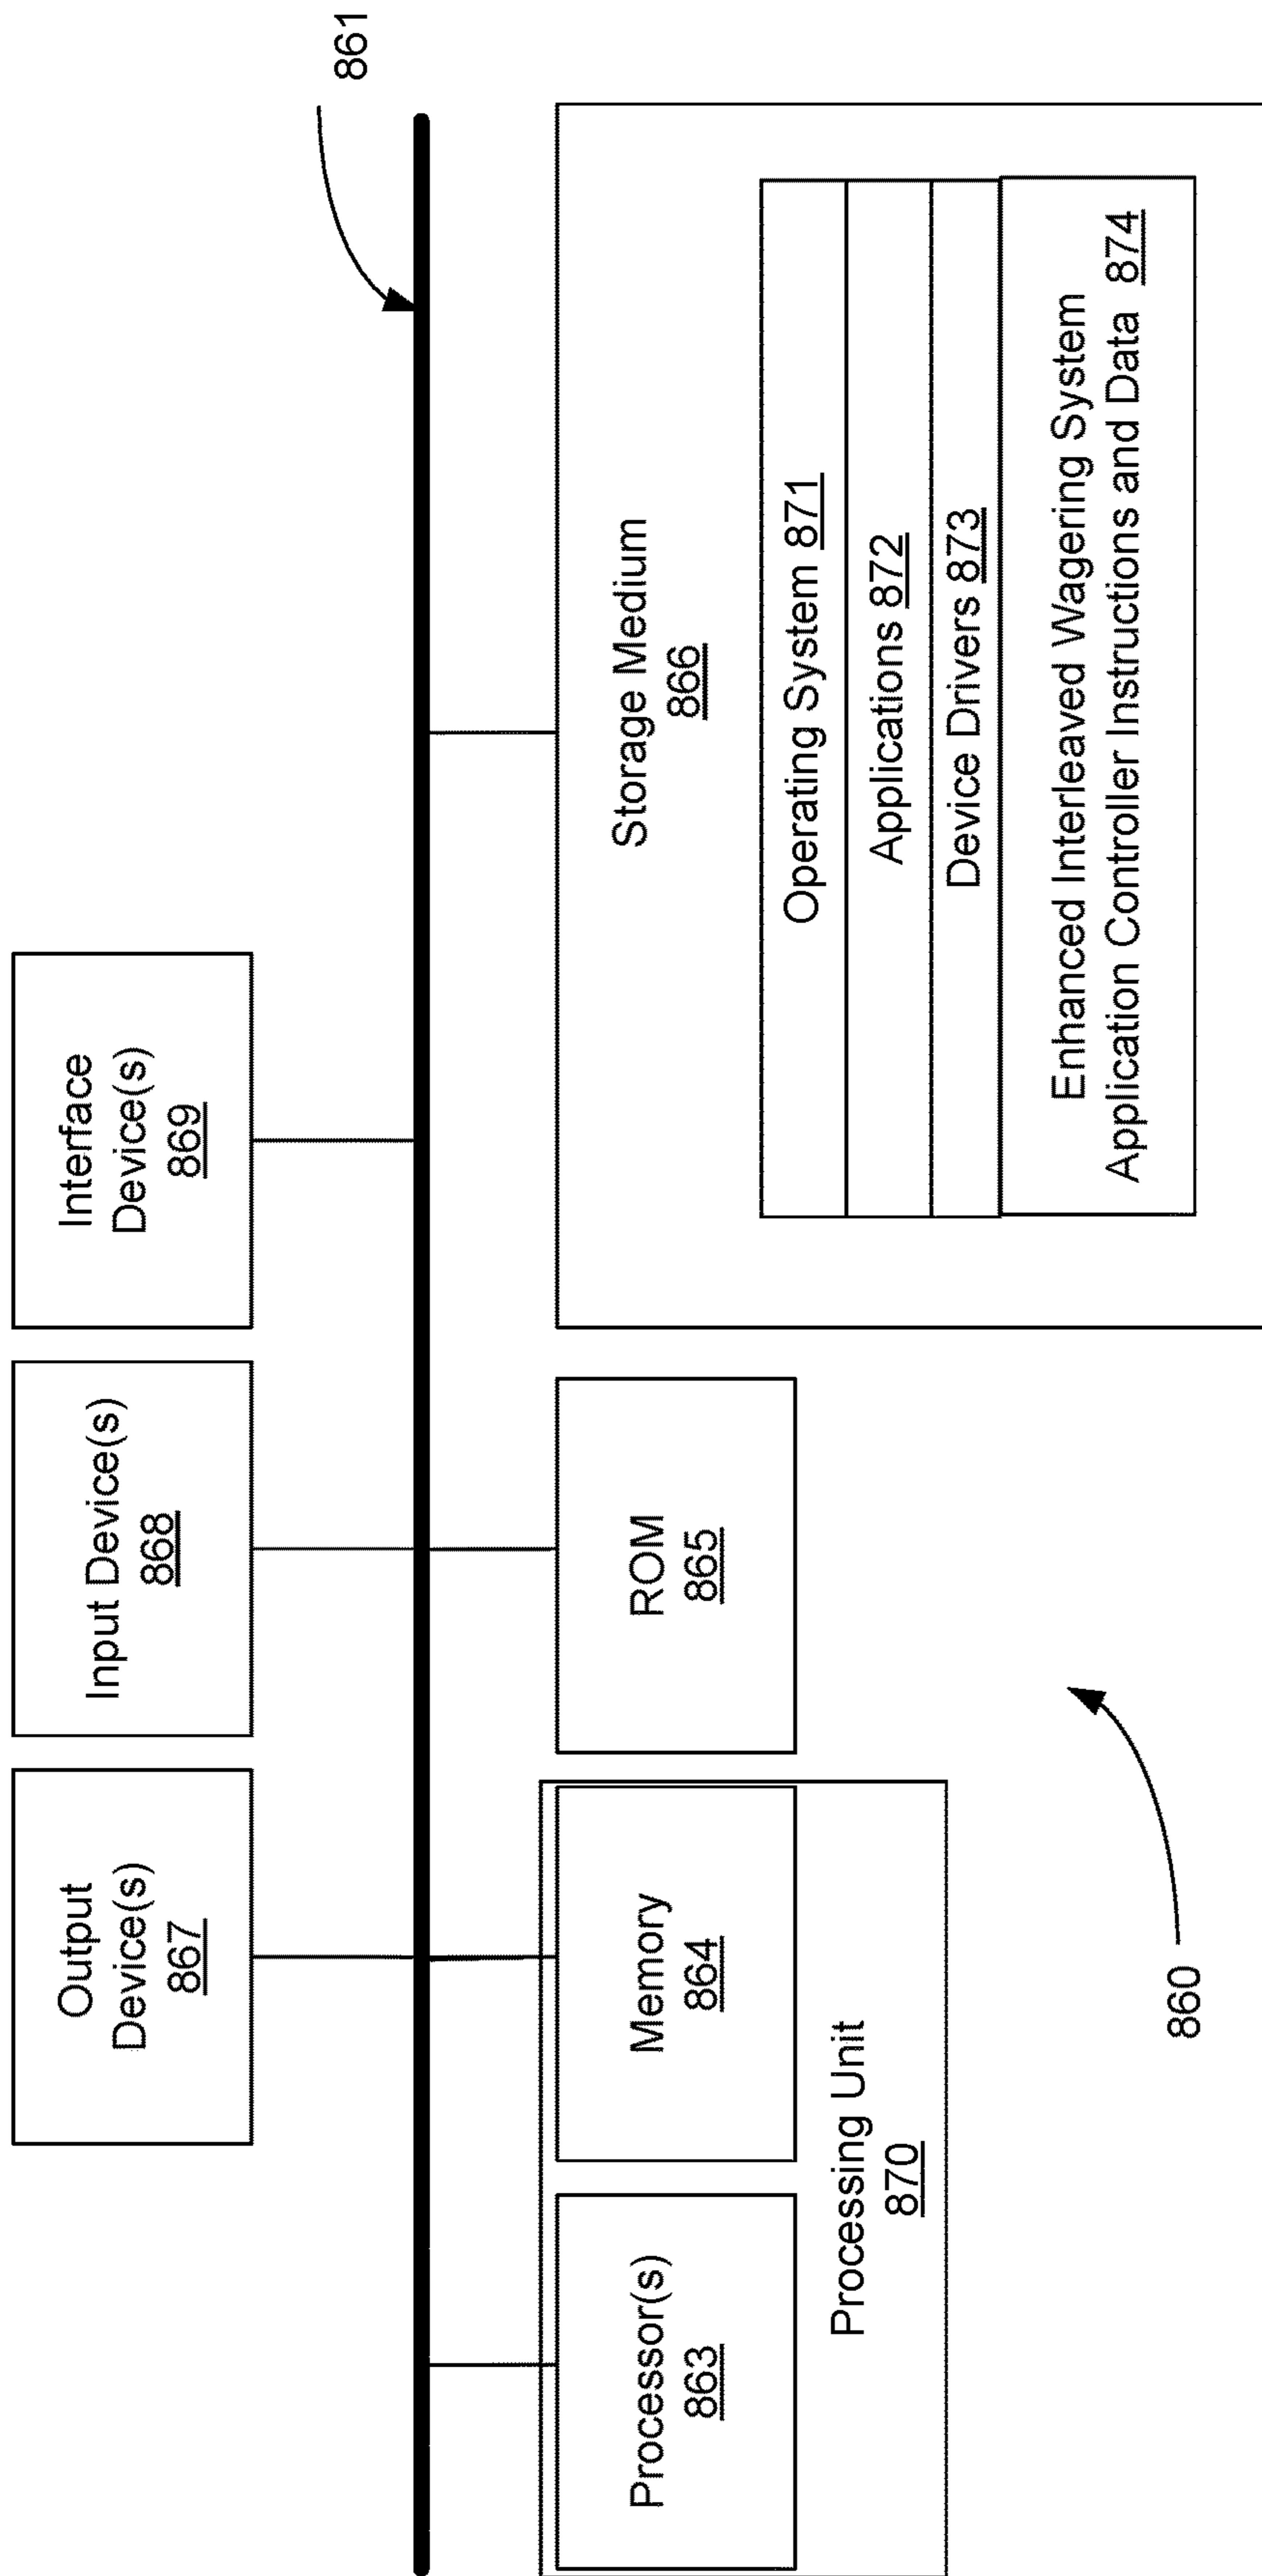 861
Output
Device(s)
867
Input Device(s)
868
Interface
Device(s)
869
Processor(s)
863
Memory
864
Processing Unit
870
ROM
865
Storage Medium
866
Operating System 871
Applications 872
Device Drivers 873
Enhanced Interleaved Wagering System
Application Controller Instructions and Data 874
860